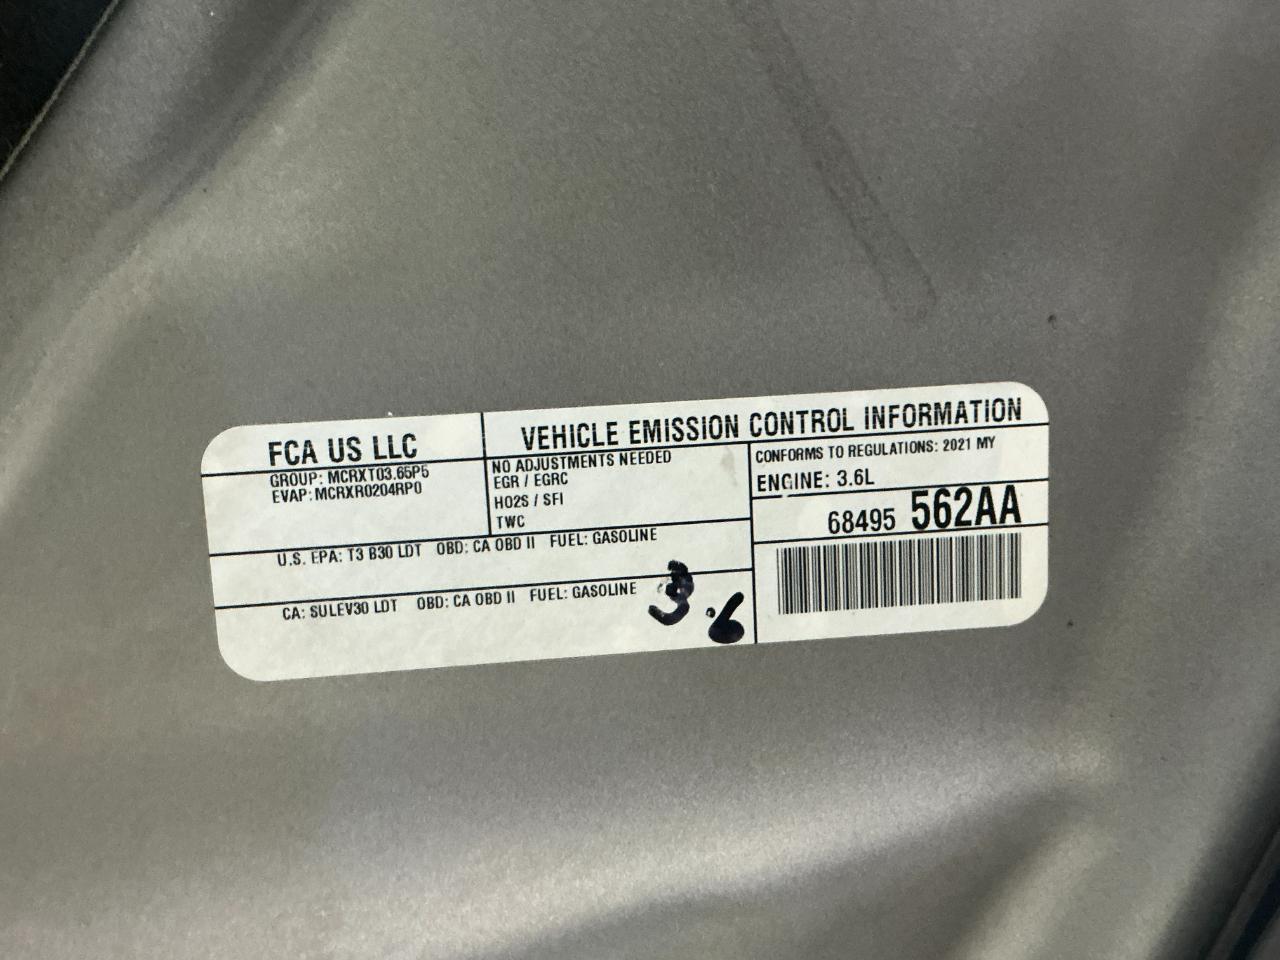 FCA US LLC
VEHICLE EMISSION CONTROL INFORMATION
GROUP: MCRXT03.65P5
EVAP: MCRXR0204RP0
NO ADJUSTMENTS NEEDED
EGR / EGRC
HO2S / SFI
TWC
CONFORMS TO REGULATIONS: 2021 MY
ENGINE: 3.6L
68495 562AA
U.S. EPA: T3 B30 LDT OBD: CA OBD II FUEL: GASOLINE
CA: SULEV30 LDT OBD: CA OBD II FUEL: GASOLINE
3.6